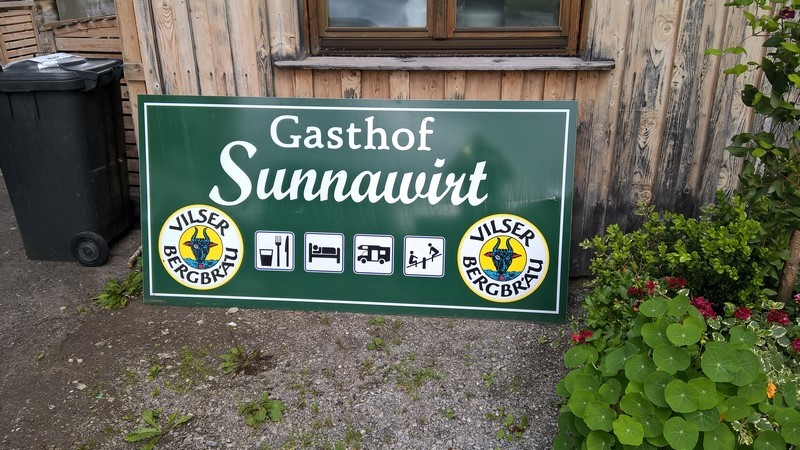 Gasthof
Sunnawirt
VILSER
BERGBRÄU
VILSER
BERGBRÄU